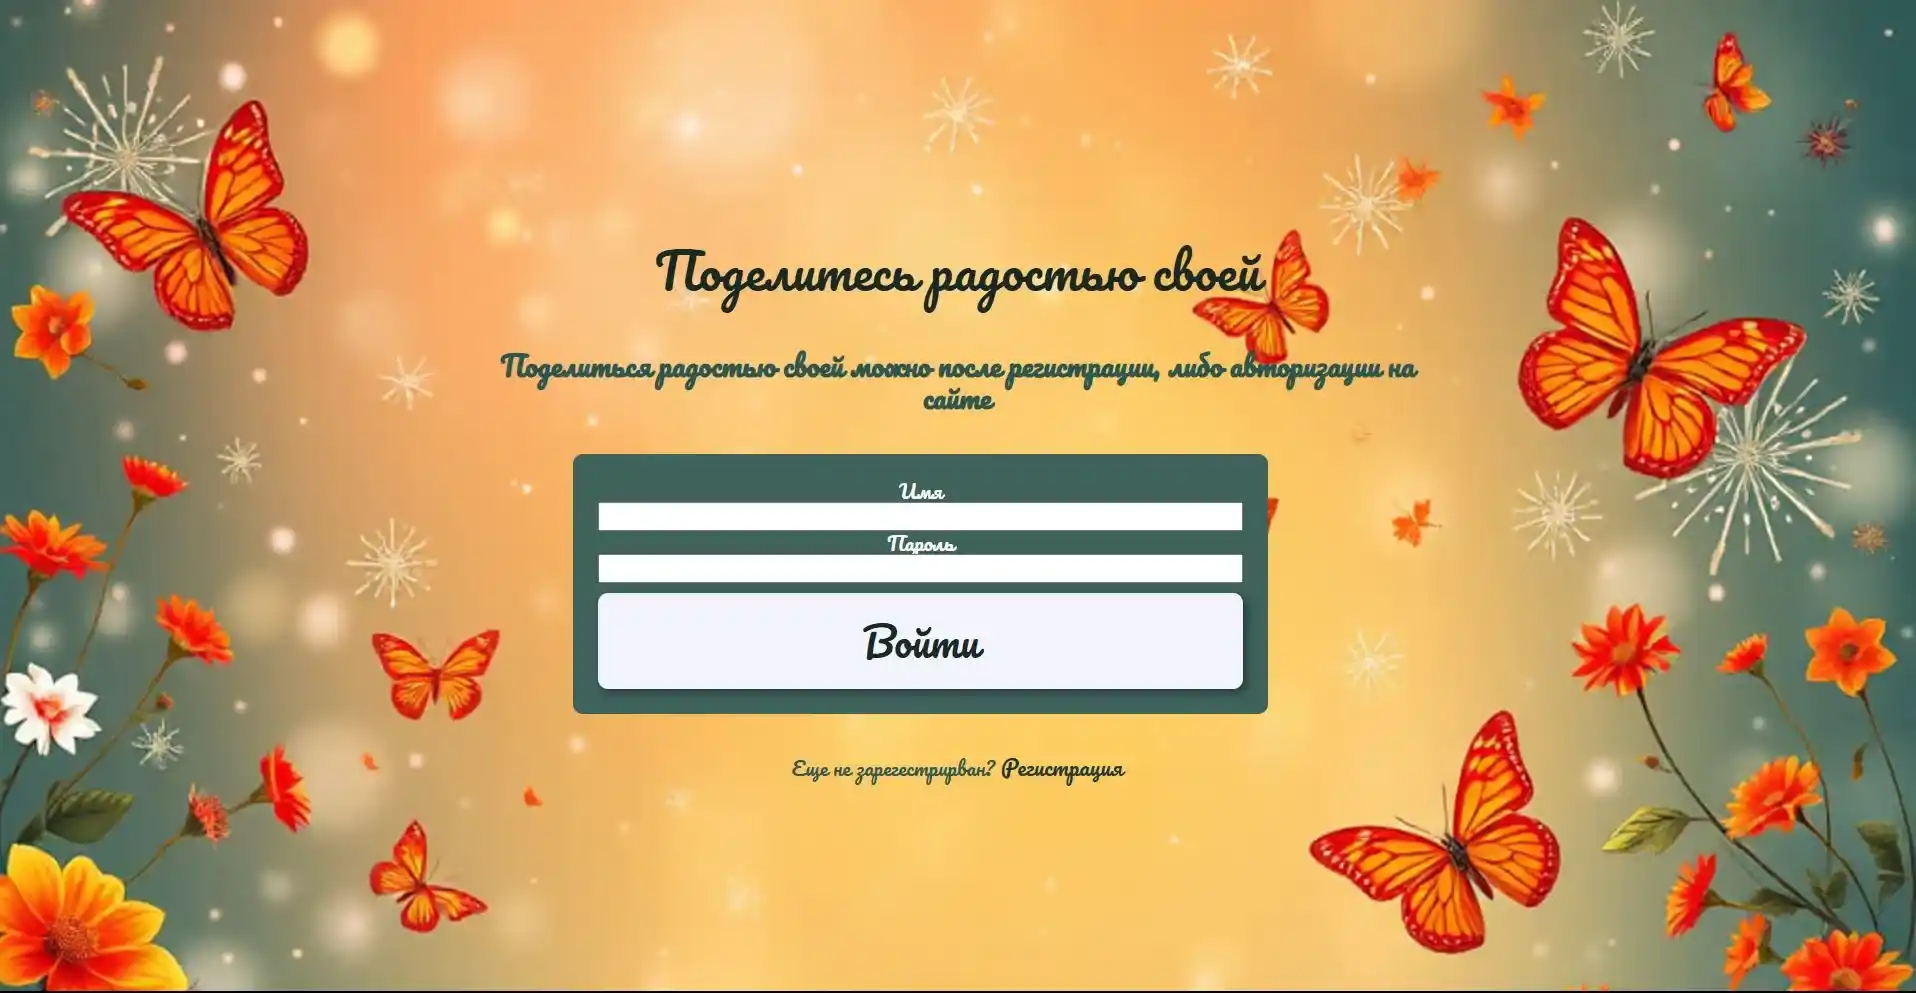 Поделитесь радостью своей
Поделиться радостью своей можно после регистрации, либо авторизации на
сайте
Имя
Пароль
Войти
Еще не зарегестрирван? Регистрация